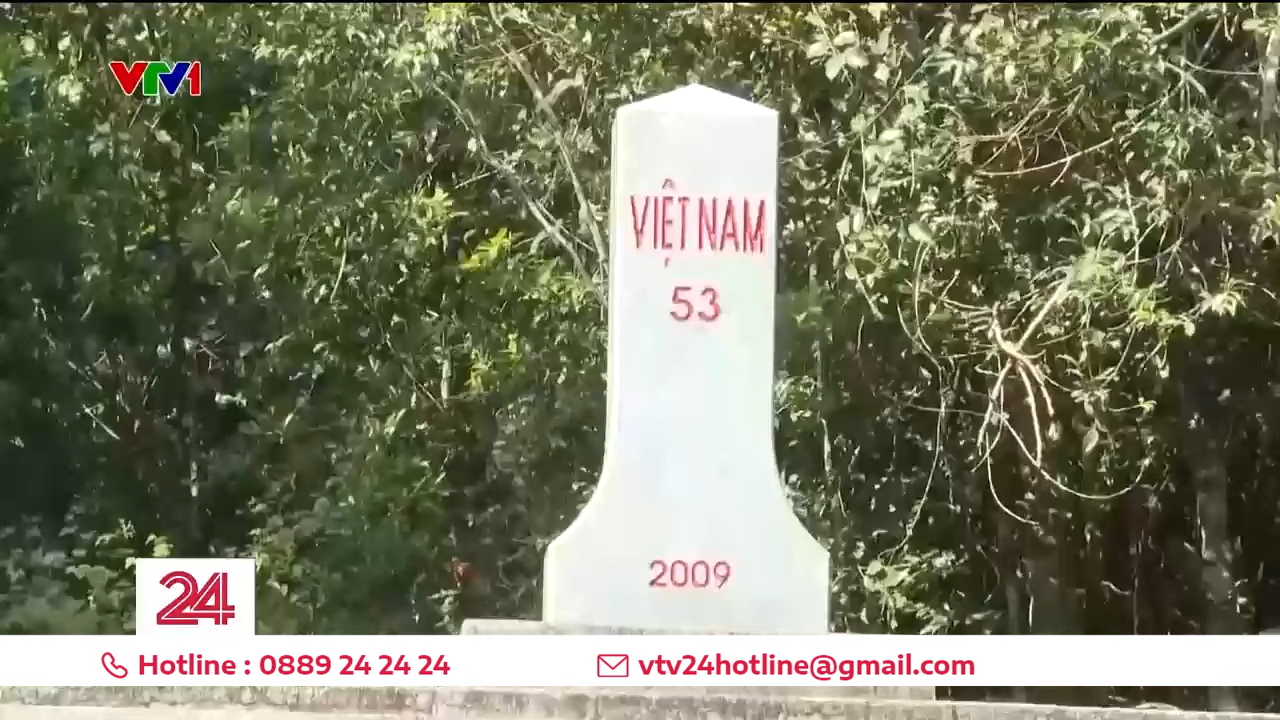 VTV1
VIỆT NAM
53
2009
24
Hotline : 0889 24 24 24
vtv24hotline@gmail.com